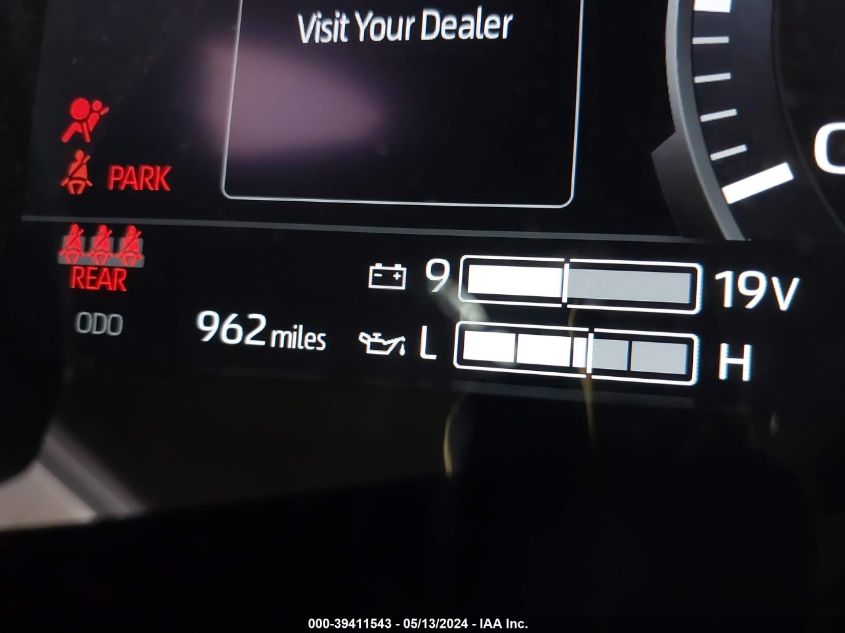 Visit Your Dealer
PARK
REAR
9 19V
ODO 962 miles L H
C
000-39411543 - 05/13/2024 - IAA Inc.